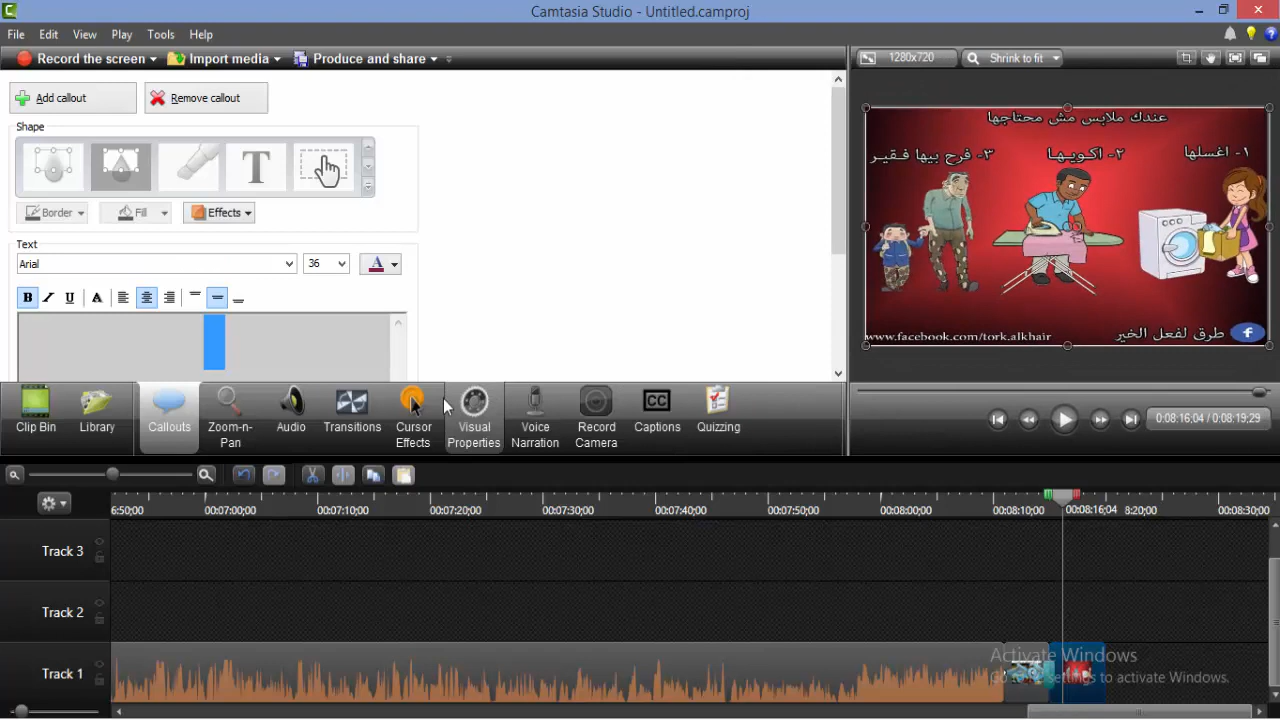 Camtasia Studio - Untitled.camproj
File Edit View Play Tools Help
Record the screen Import media Produce and share
1280x720 Shrink to fit
Add callout Remove callout
Shape
T
Border Fill Effects
Text
Arial 36 A
B I U A
عندك ملابس مش محتاجها
١- اغسلها ٢- اكويها ٣- فرح بيها فقير
طرق لفعل الخير f
www.facebook.com/tork.alkhair
Clip Bin Library Callouts Zoom-n-Pan Audio Transitions Cursor Effects Visual Properties Voice Narration Record Camera Captions Quizzing
CC
0:08:16;04 / 0:08:19;29
6:50;00 00:07:00;00 00:07:10;00 00:07:20;00 00:07:30;00 00:07:40;00 00:07:50;00 00:08:00;00 00:08:10;00 00:08:16;04 8:20;00 00:08:30;00
Track 3
Track 2
Track 1
Activate Windows
settings to activate Windows.